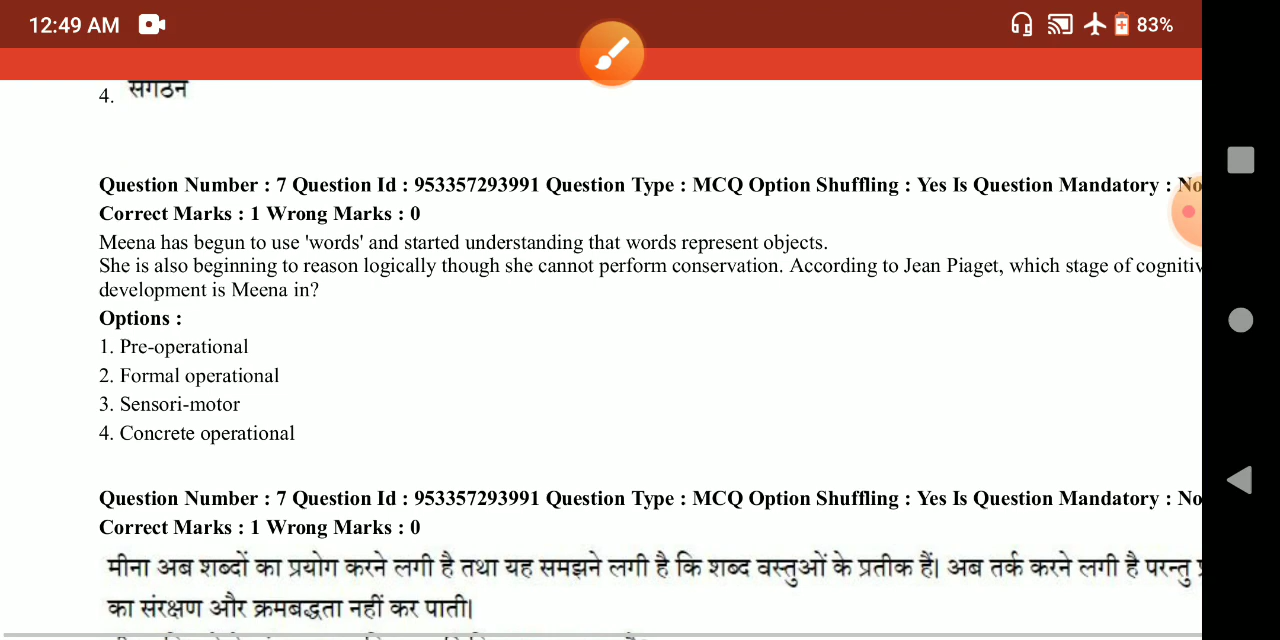 12:49 AM 83%
4. संगठन
Question Number : 7 Question Id : 953357293991 Question Type : MCQ Option Shuffling : Yes Is Question Mandatory : No
Correct Marks : 1 Wrong Marks : 0
Meena has begun to use 'words' and started understanding that words represent objects.
She is also beginning to reason logically though she cannot perform conservation. According to Jean Piaget, which stage of cognitiv
development is Meena in?
Options :
1. Pre-operational
2. Formal operational
3. Sensori-motor
4. Concrete operational
Question Number : 7 Question Id : 953357293991 Question Type : MCQ Option Shuffling : Yes Is Question Mandatory : No
Correct Marks : 1 Wrong Marks : 0
मीना अब शब्दों का प्रयोग करने लगी है तथा यह समझने लगी है कि शब्द वस्तुओं के प्रतीक हैं। अब तर्क करने लगी है परन्तु
का संरक्षण और क्रमबद्धता नहीं कर पाती।